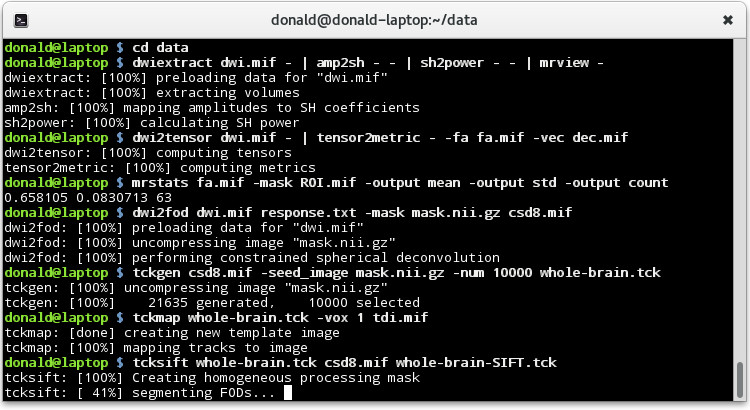 donald@donald-laptop:~/data
donald@laptop $ cd data
donald@laptop $ dwiextract dwi.mif - | amp2sh - - | sh2power - - | mrview -
dwiextract: [100%] preloading data for "dwi.mif"
dwiextract: [100%] extracting volumes
amp2sh: [100%] mapping amplitudes to SH coefficients
sh2power: [100%] calculating SH power
donald@laptop $ dwi2tensor dwi.mif - | tensor2metric - -fa fa.mif -vec dec.mif
dwi2tensor: [100%] computing tensors
tensor2metric: [100%] computing metrics
donald@laptop $ mrstats fa.mif -mask ROI.mif -output mean -output std -output count
0.658105 0.0830713 63
donald@laptop $ dwi2fod dwi.mif response.txt -mask mask.nii.gz csd8.mif
dwi2fod: [100%] preloading data for "dwi.mif"
dwi2fod: [100%] uncompressing image "mask.nii.gz"
dwi2fod: [100%] performing constrained spherical deconvolution
donald@laptop $ tckgen csd8.mif -seed_image mask.nii.gz -num 10000 whole-brain.tck
tckgen: [100%] uncompressing image "mask.nii.gz"
tckgen: [100%]    21635 generated,    10000 selected
donald@laptop $ tckmap whole-brain.tck -vox 1 tdi.mif
tckmap: [done] creating new template image
tckmap: [100%] mapping tracks to image
donald@laptop $ tcksift whole-brain.tck csd8.mif whole-brain-SIFT.tck
tcksift: [100%] Creating homogeneous processing mask
tcksift: [ 41%] segmenting FODs...